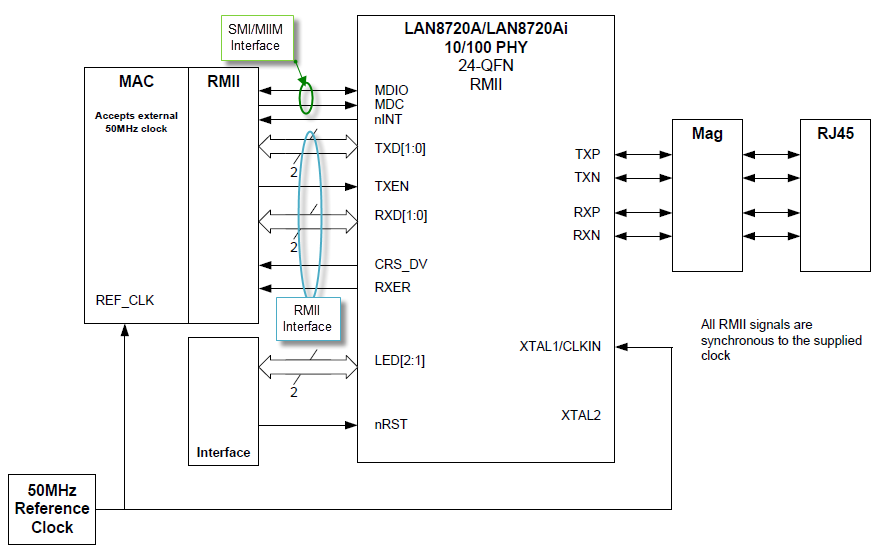 SMI/MIIM
Interface
LAN8720A/LAN8720Ai
10/100 PHY
24-QFN
RMII
MAC
RMII
Accepts external
50MHz clock
MDIO
MDC
nINT
TXD[1:0]
2
TXEN
RXD[1:0]
2
CRS_DV
RXER
REF_CLK
RMII
Interface
TXP
TXN
RXP
RXN
Mag
RJ45
All RMII signals are
synchronous to the supplied
clock
XTAL1/CLKIN
LED[2:1]
2
XTAL2
nRST
Interface
50MHz
Reference
Clock